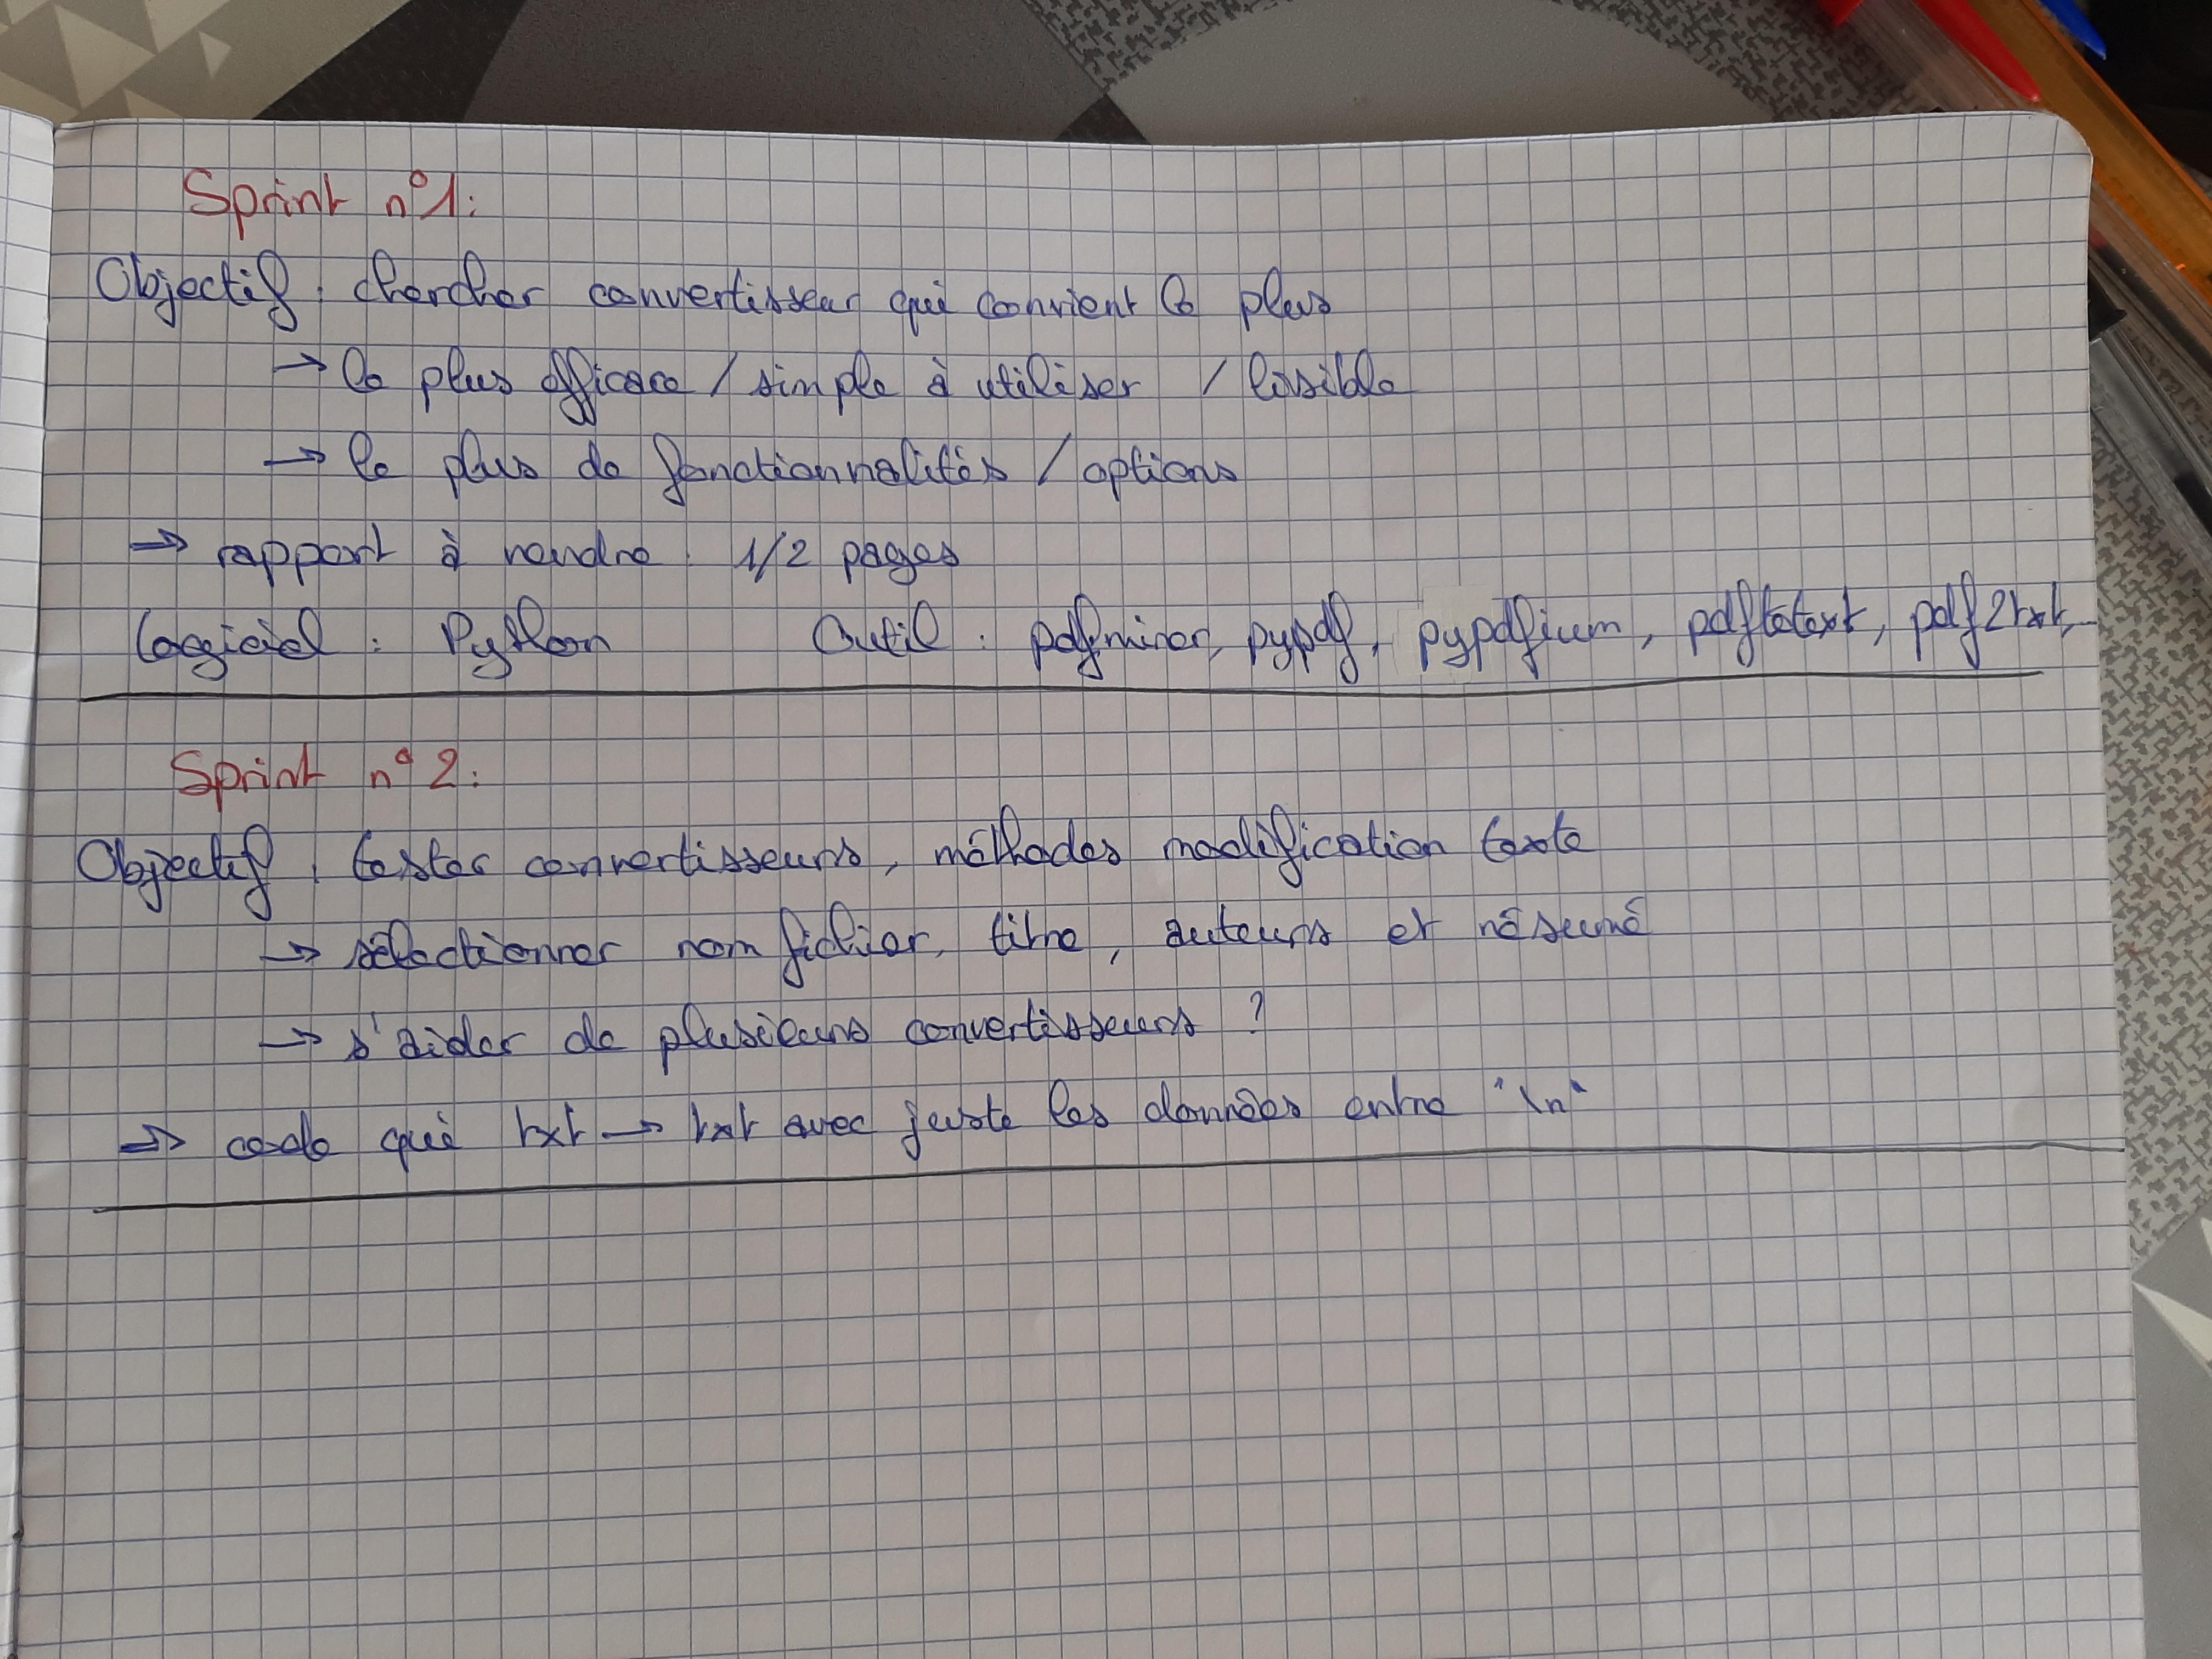 Sprint n°1:
Objectif : chercher convertisseur qui convient le plus
→ le plus efficace / simple à utiliser / lisible
→ le plus de fonctionnalités / options
⇒ rapport à rendre : 1/2 pages
Logiciel : Python Outil : pdfminer, pypdf, pypdfium, pdftotext, pdf2txt,
Sprint n°2:
Objectif : tester convertisseurs, méthodes modification texte
→ sélectionner nom fichier, titre, auteurs et résumé
→ s'aider de plusieurs convertisseurs ?
⇒ code qui txt → txt avec juste les données entre "\n"